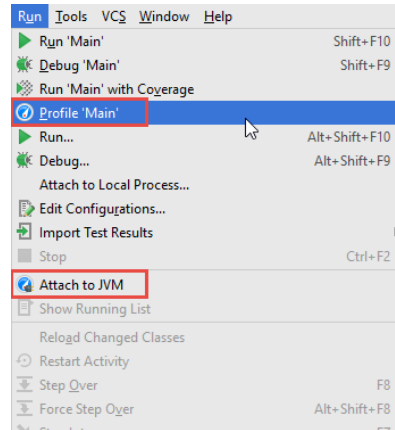 Run Tools VCS Window Help
Run 'Main' Shift+F10
Debug 'Main' Shift+F9
Run 'Main' with Coverage
Profile 'Main'
Run... Alt+Shift+F10
Debug... Alt+Shift+F9
Attach to Local Process...
Edit Configurations...
Import Test Results
Stop Ctrl+F2
Attach to JVM
Show Running List
Reload Changed Classes
Restart Activity
Step Over F8
Force Step Over Alt+Shift+F8